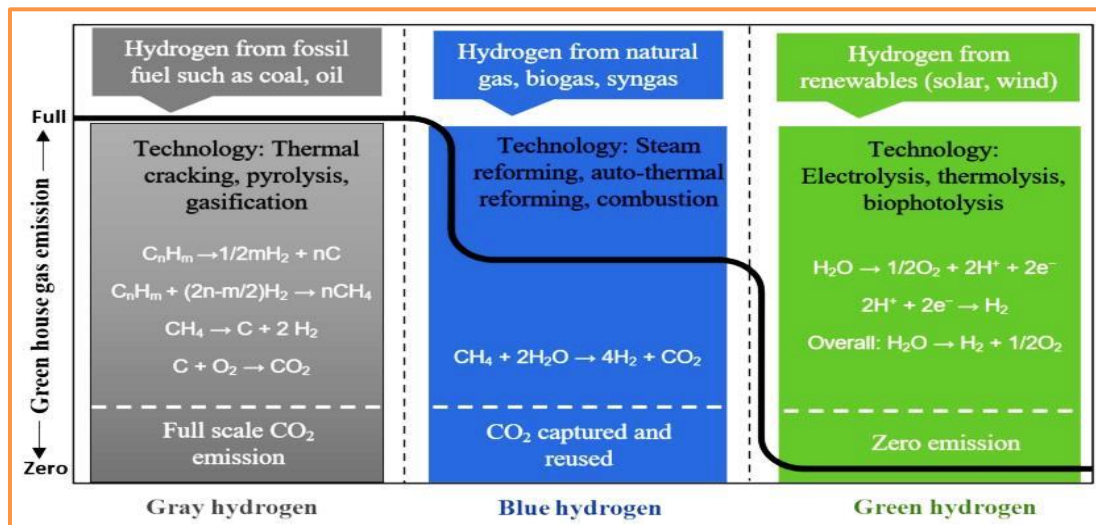 Hydrogen from fossil
fuel such as coal, oil
Hydrogen from natural
gas, biogas, syngas
Hydrogen from
renewables (solar, wind)
Full
Green house gas emission
Zero
Technology: Thermal
cracking, pyrolysis,
gasification
CₙHₘ →1/2mH₂ + nC
CₙHₘ + (2n-m/2)H₂ → nCH₄
CH₄ → C + 2 H₂
C + O₂ → CO₂
Full scale CO₂
emission
Technology: Steam
reforming, auto-thermal
reforming, combustion
CH₄ + 2H₂O → 4H₂ + CO₂
CO₂ captured and
reused
Technology:
Electrolysis, thermolysis,
biophotolysis
H₂O → 1/2O₂ + 2H⁺ + 2e⁻
2H⁺ + 2e⁻ → H₂
Overall: H₂O → H₂ + 1/2O₂
Zero emission
Gray hydrogen
Blue hydrogen
Green hydrogen